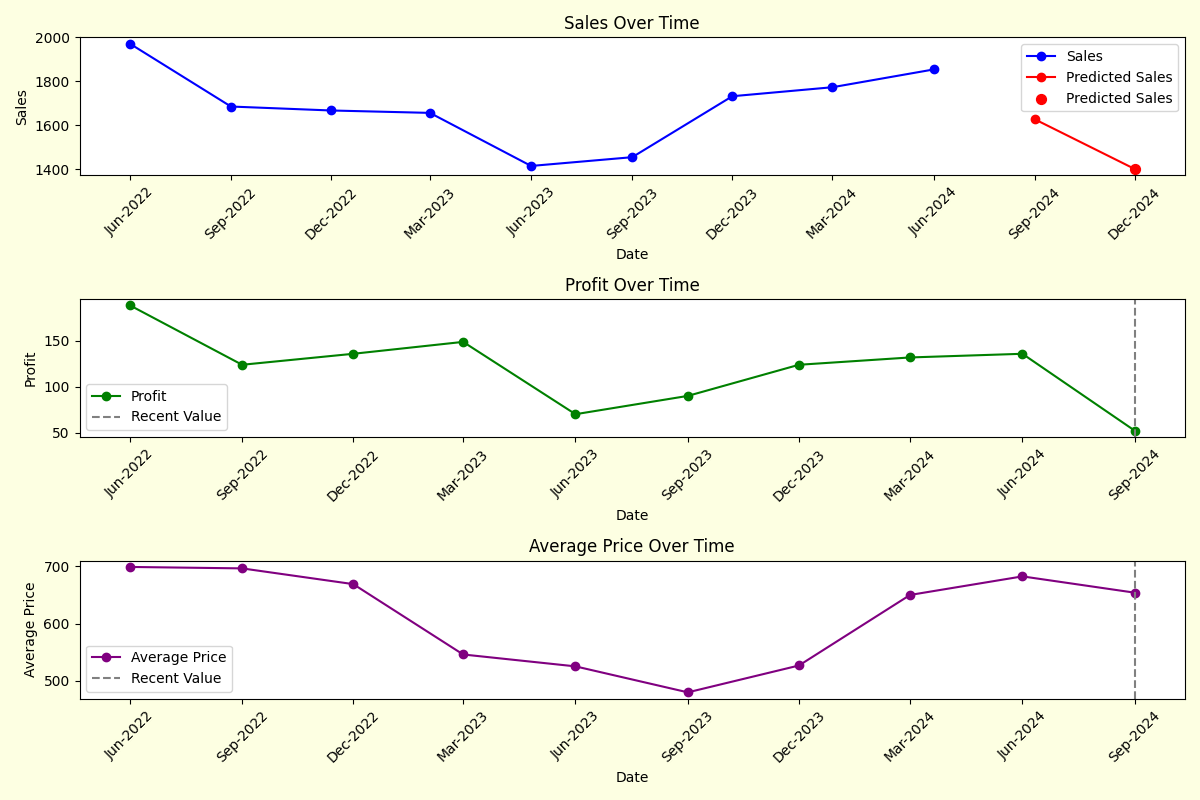 Sales Over Time
Sales
2000
1800
1600
1400
Sales
Predicted Sales
Predicted Sales
Jun-2022
Sep-2022
Dec-2022
Mar-2023
Jun-2023
Sep-2023
Dec-2023
Mar-2024
Jun-2024
Sep-2024
Dec-2024
Date
Profit Over Time
Profit
150
100
50
Profit
Recent Value
Jun-2022
Sep-2022
Dec-2022
Mar-2023
Jun-2023
Sep-2023
Dec-2023
Mar-2024
Jun-2024
Sep-2024
Date
Average Price Over Time
Average Price
700
600
500
Average Price
Recent Value
Jun-2022
Sep-2022
Dec-2022
Mar-2023
Jun-2023
Sep-2023
Dec-2023
Mar-2024
Jun-2024
Sep-2024
Date